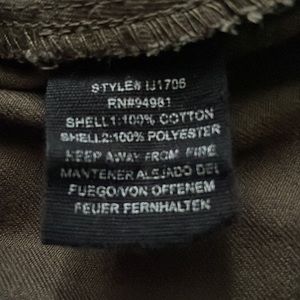 STYLE# IJ1706
RN#94981
SHELL1:100% COTTON
SHELL2:100% POLYESTER
KEEP AWAY FROM FIRE
MANTENER ALEJADO DEL
FUEGO/VON OFFENEM
FEUER FERNHALTEN